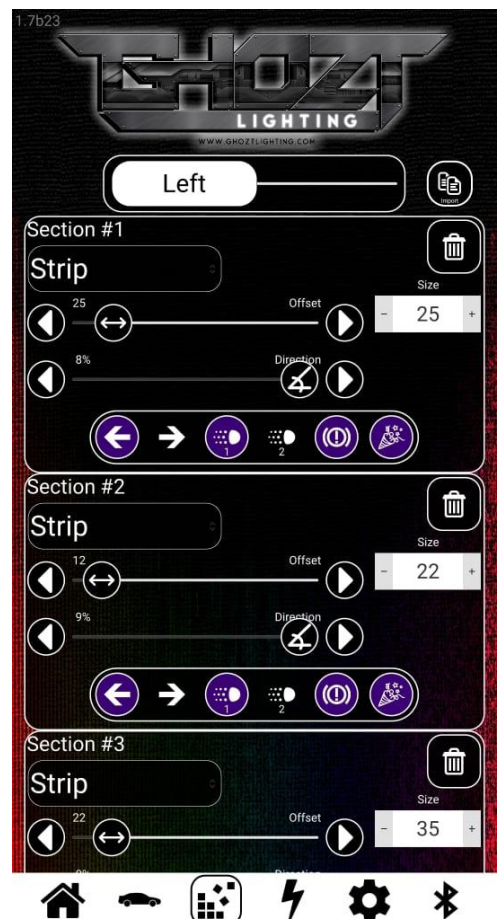 1.7b23
GHOZT
LIGHTING
WWW.GHOZTLIGHTING.COM
Left
Import
Section #1
Strip
Size
25
Offset
- 25 +
8%
Direction
1
2
Section #2
Strip
Size
12
Offset
- 22 +
9%
Direction
1
2
Section #3
Strip
Size
22
Offset
- 35 +
Direction